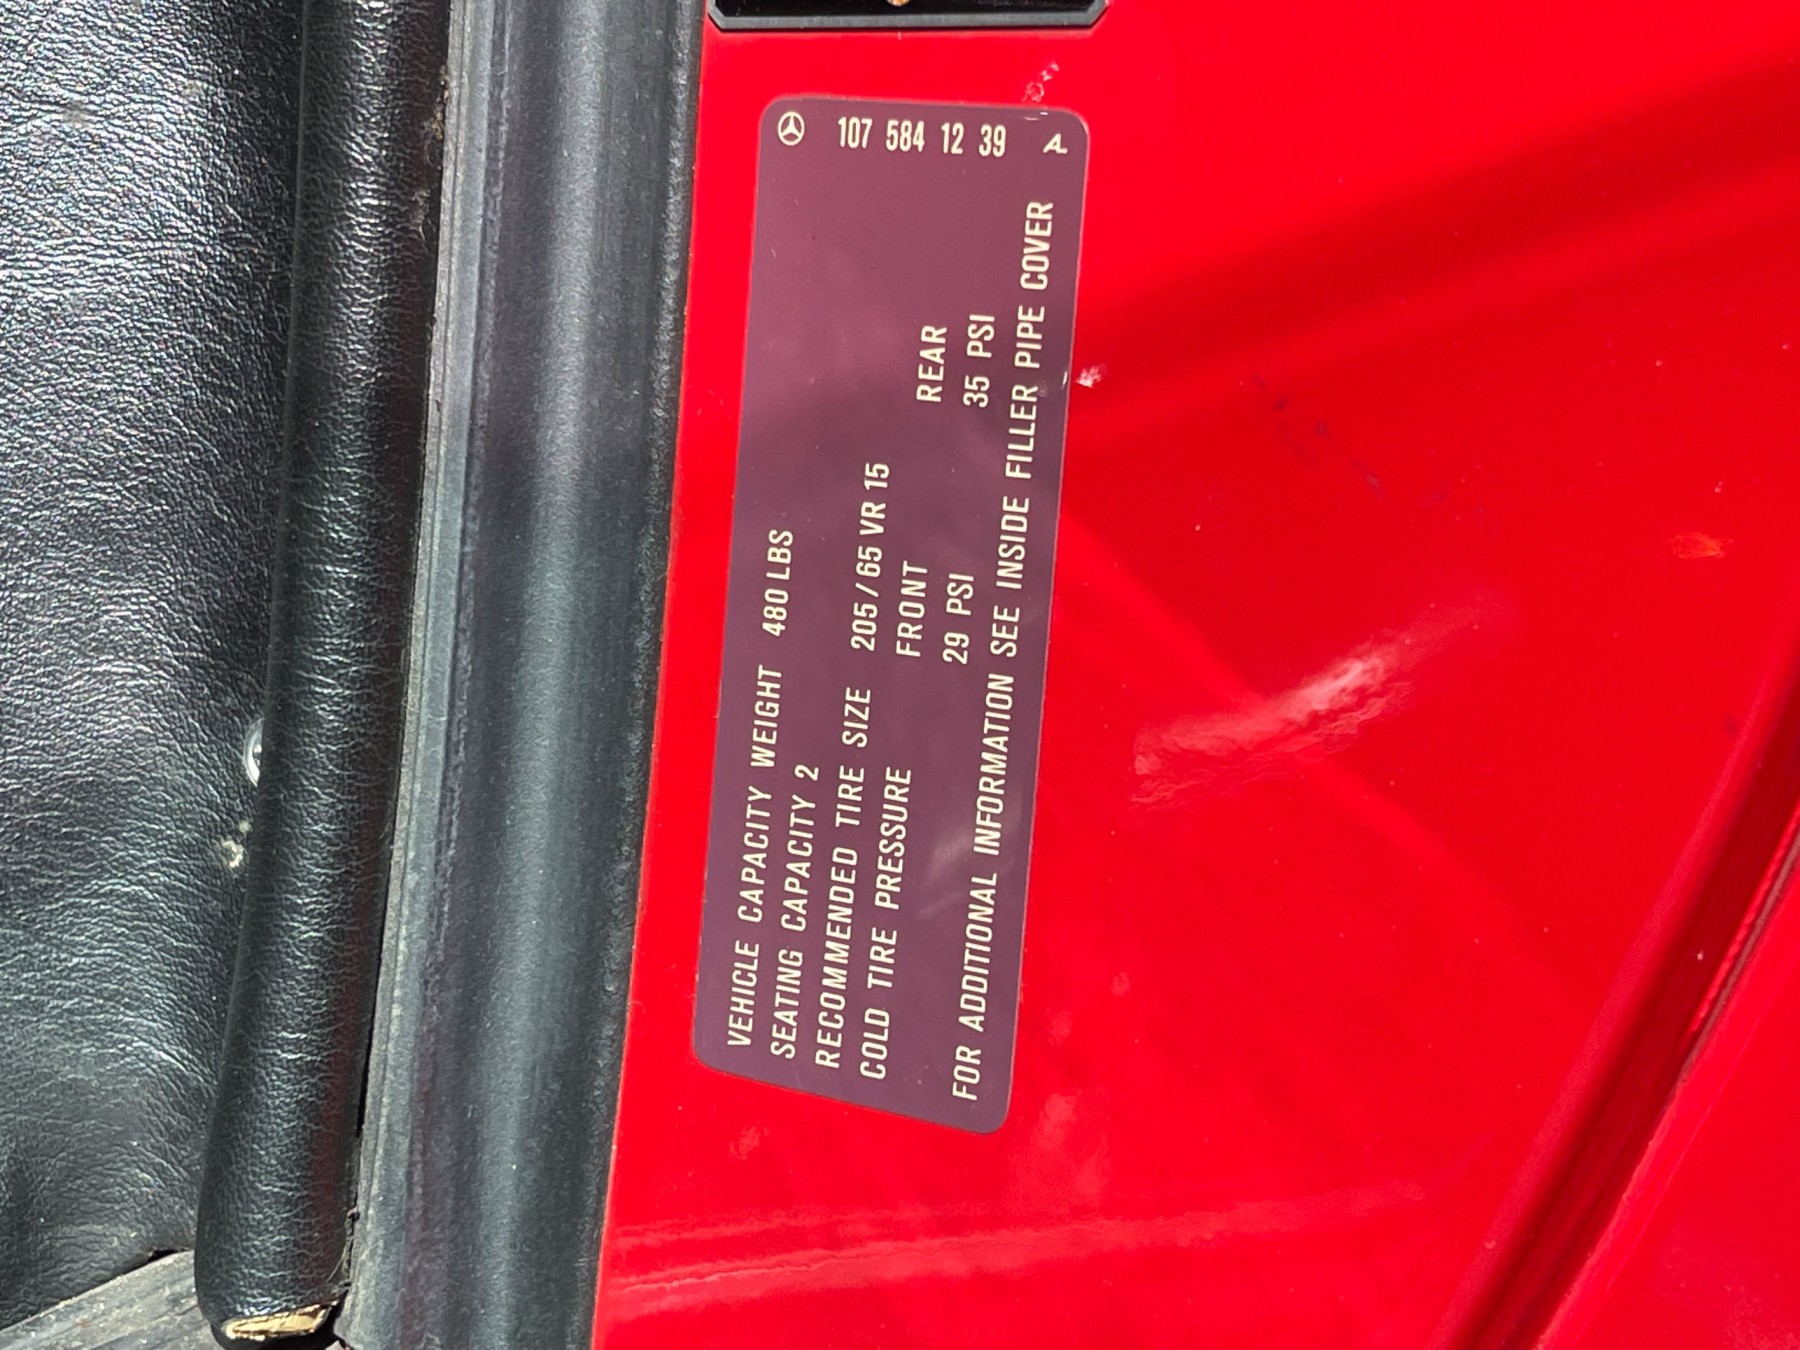 107 584 12 39
VEHICLE CAPACITY WEIGHT 480 LBS
SEATING CAPACITY 2
RECOMMENDED TIRE SIZE 205/65 VR 15
COLD TIRE PRESSURE FRONT REAR
29 PSI 35 PSI
FOR ADDITIONAL INFORMATION SEE INSIDE FILLER PIPE COVER